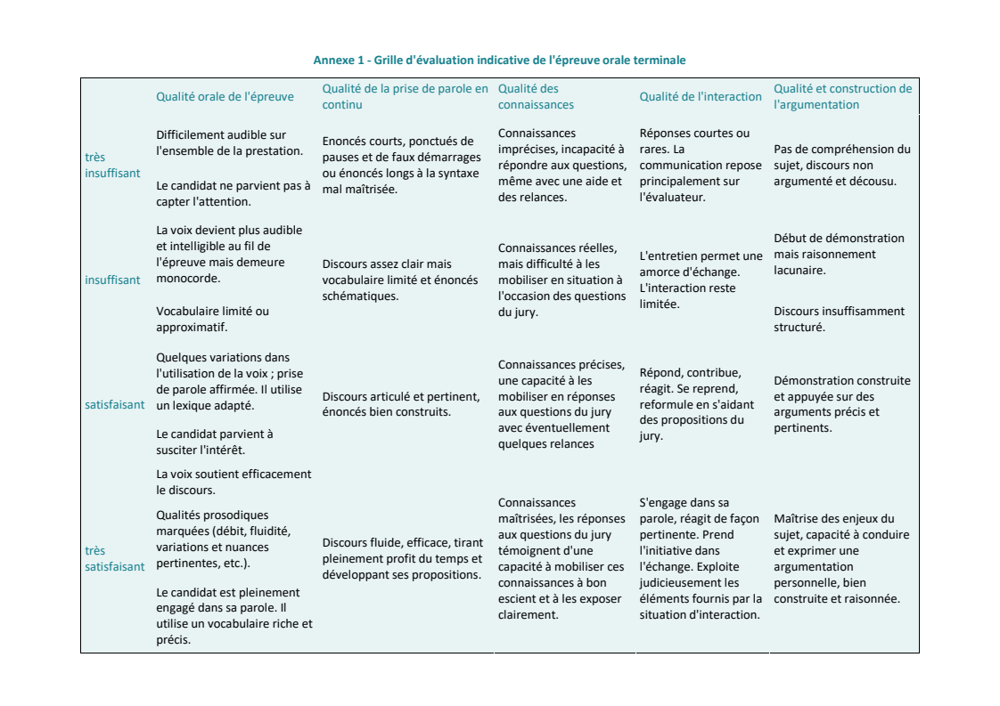 Annexe 1 - Grille d'évaluation indicative de l'épreuve orale terminale
Qualité orale de l'épreuve
Qualité de la prise de parole en
continu
Qualité des
connaissances
Qualité de l'interaction
Qualité et construction de
l'argumentation
très
insuffisant
Difficilement audible sur
l'ensemble de la prestation.
Le candidat ne parvient pas à
capter l'attention.
Enoncés courts, ponctués de
pauses et de faux démarrages
ou énoncés longs à la syntaxe
mal maîtrisée.
Connaissances
imprécises, incapacité à
répondre aux questions,
même avec une aide et
des relances.
Réponses courtes ou
rares. La
communication repose
principalement sur
l'évaluateur.
Pas de compréhension du
sujet, discours non
argumenté et décousu.
insuffisant
La voix devient plus audible
et intelligible au fil de
l'épreuve mais demeure
monocorde.
Vocabulaire limité ou
approximatif.
Discours assez clair mais
vocabulaire limité et énoncés
schématiques.
Connaissances réelles,
mais difficulté à les
mobiliser en situation à
l'occasion des questions
du jury.
L'entretien permet une
amorce d'échange.
L'interaction reste
limitée.
Début de démonstration
mais raisonnement
lacunaire.
Discours insuffisamment
structuré.
satisfaisant
Quelques variations dans
l'utilisation de la voix ; prise
de parole affirmée. Il utilise
un lexique adapté.
Le candidat parvient à
susciter l'intérêt.
Discours articulé et pertinent,
énoncés bien construits.
Connaissances précises,
une capacité à les
mobiliser en réponses
aux questions du jury
avec éventuellement
quelques relances
Répond, contribue,
réagit. Se reprend,
reformule en s'aidant
des propositions du
jury.
Démonstration construite
et appuyée sur des
arguments précis et
pertinents.
très
satisfaisant
La voix soutient efficacement
le discours.
Qualités prosodiques
marquées (débit, fluidité,
variations et nuances
pertinentes, etc.).
Le candidat est pleinement
engagé dans sa parole. Il
utilise un vocabulaire riche et
précis.
Discours fluide, efficace, tirant
pleinement profit du temps et
développant ses propositions.
Connaissances
maîtrisées, les réponses
aux questions du jury
témoignent d'une
capacité à mobiliser ces
connaissances à bon
escient et à les exposer
clairement.
S'engage dans sa
parole, réagit de façon
pertinente. Prend
l'initiative dans
l'échange. Exploite
judicieusement les
éléments fournis par la
situation d'interaction.
Maîtrise des enjeux du
sujet, capacité à conduire
et exprimer une
argumentation
personnelle, bien
construite et raisonnée.